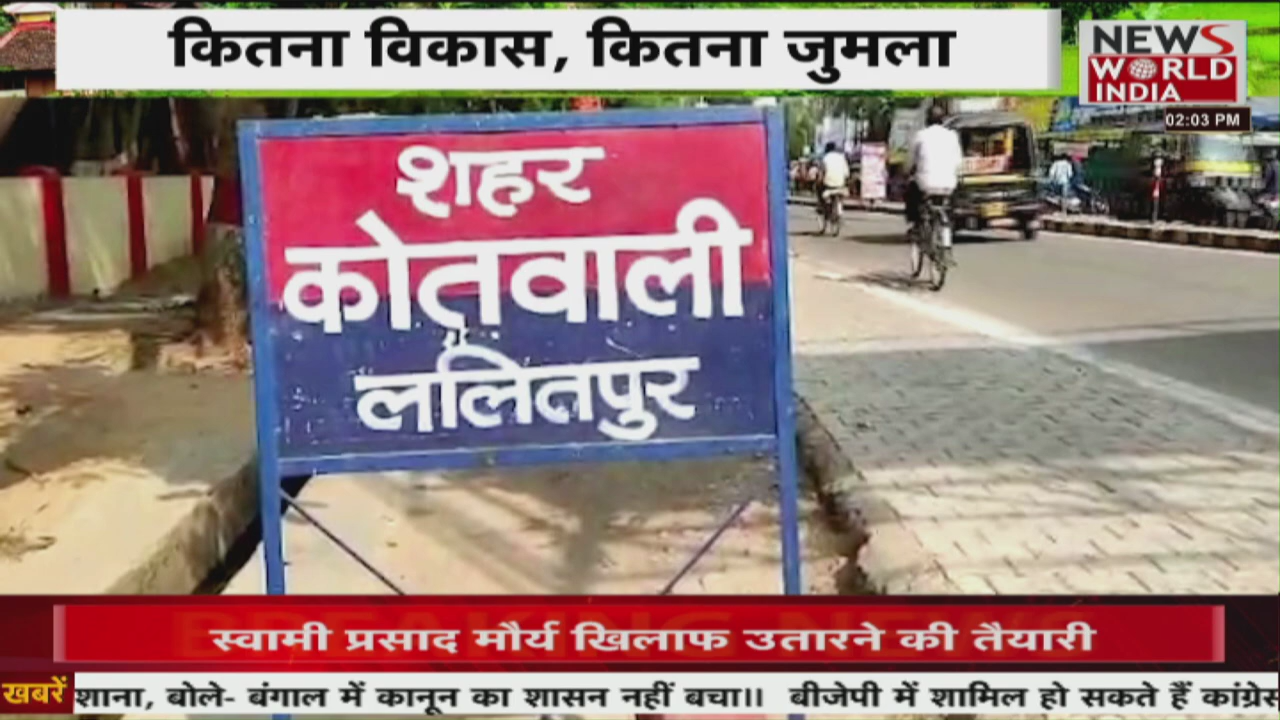 कितना विकास, कितना जुमला
NEWS
WORLD
INDIA
02:03 PM
शहर
कोतवाली
ललितपुर
स्वामी प्रसाद मौर्य खिलाफ उतारने की तैयारी
खबरें शाना, बोले- बंगाल में कानून का शासन नहीं बचा।। बीजेपी में शामिल हो सकते हैं कांग्रेस